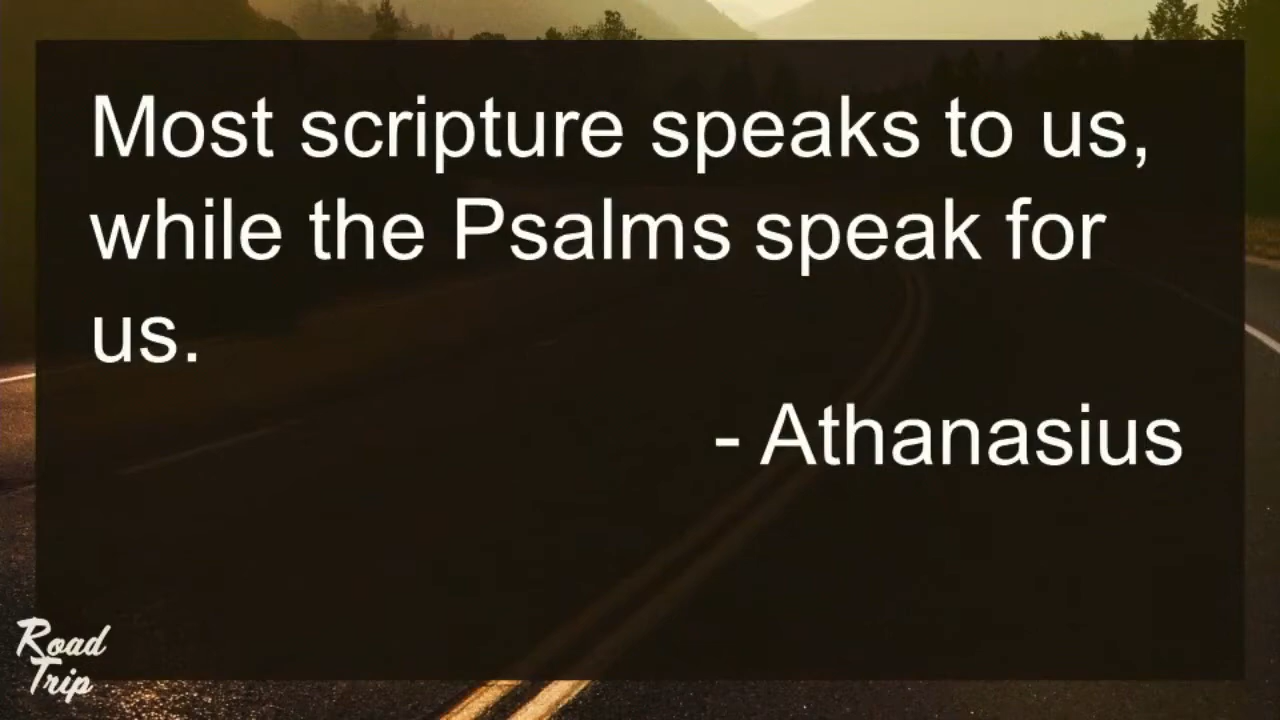 Most scripture speaks to us,
while the Psalms speak for
us.
- Athanasius
Road
Trip